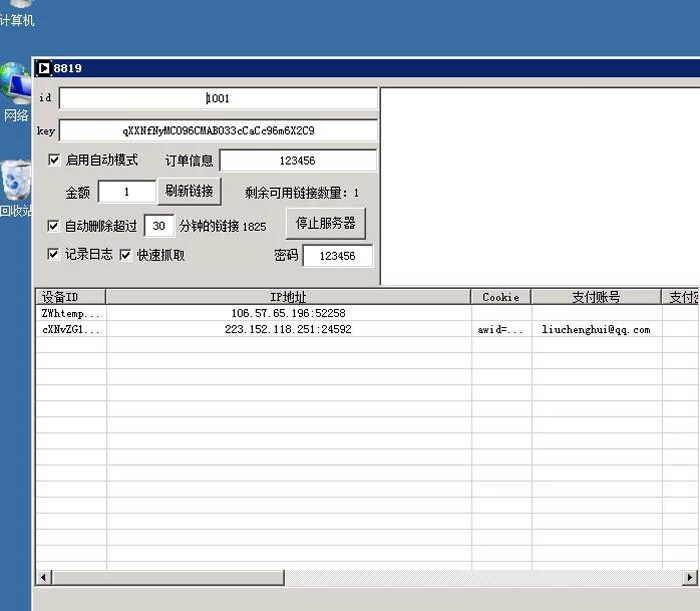 计算机
网络
回收站
8819
id 1001
key qXXNfNyMC096CMAB033cCaCc96m6X2C9
启用自动模式 订单信息 123456
金额 1 刷新链接 剩余可用链接数量: 1
自动删除超过 30 分钟的链接 1825 停止服务器
记录日志 快速抓取 密码 123456
设备ID IP地址 Cookie 支付账号
ZWhtemp... 106.57.65.196:52258
cXNvZG1... 223.152.118.251:24592 awid=... liuchenghui@qq.com